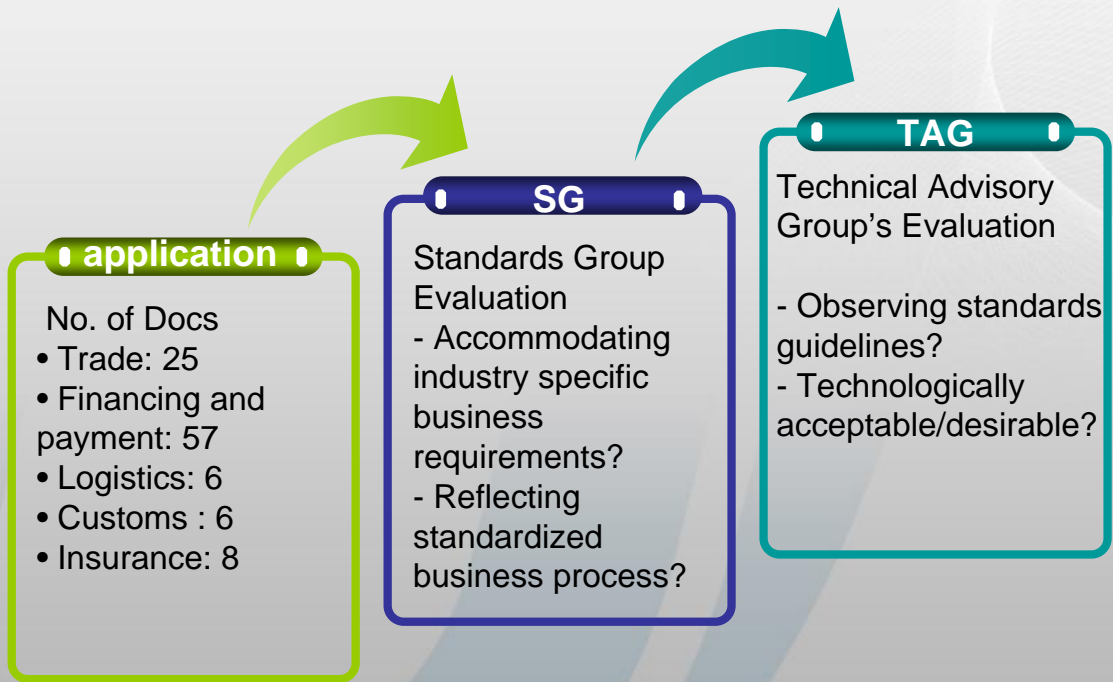 application
No. of Docs
• Trade: 25
• Financing and
payment: 57
• Logistics: 6
• Customs : 6
• Insurance: 8
SG
Standards Group
Evaluation
- Accommodating
industry specific
business
requirements?
- Reflecting
standardized
business process?
TAG
Technical Advisory
Group’s Evaluation
- Observing standards
guidelines?
- Technologically
acceptable/desirable?